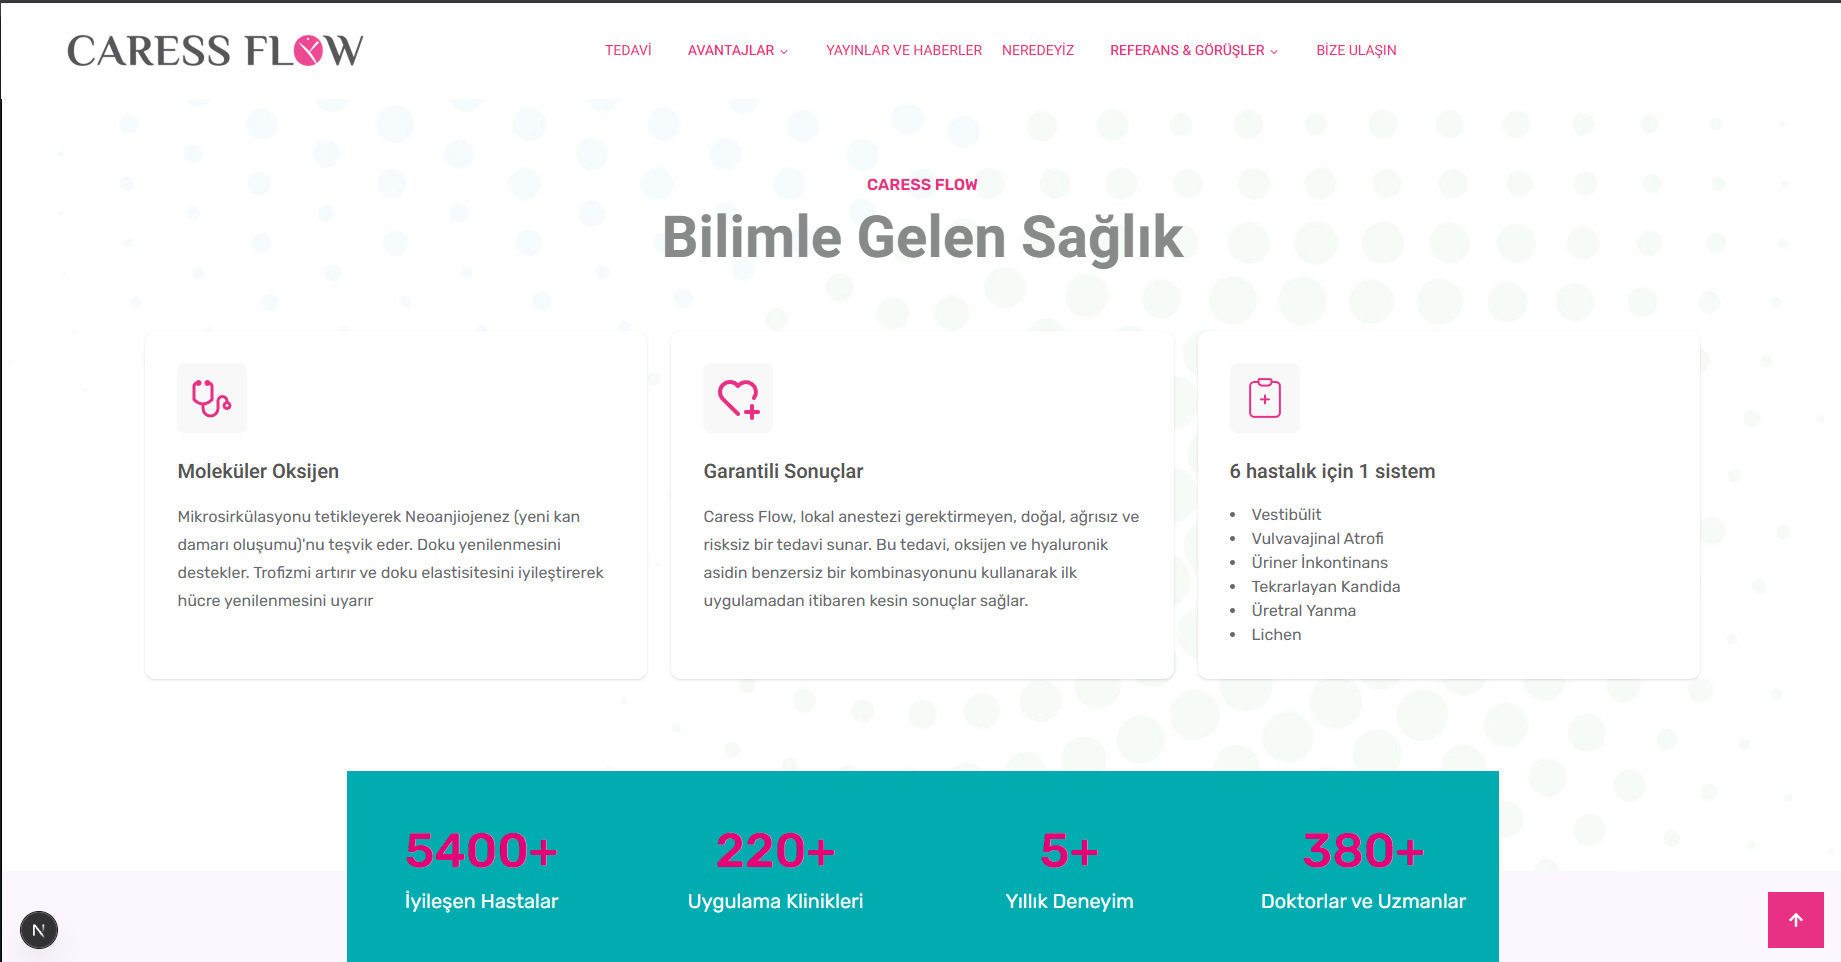 CARESS FLOW
TEDAVİ
AVANTAJLAR
YAYINLAR VE HABERLER
NEREDEYİZ
REFERANS & GÖRÜŞLER
BİZE ULAŞIN
CARESS FLOW
Bilimle Gelen Sağlık
Moleküler Oksijen
Mikrosirkülasyonu tetikleyerek Neoanjiojenez (yeni kan
damarı oluşumu)'nu teşvik eder. Doku yenilenmesini
destekler. Trofizmi artırır ve doku elastisitesini iyileştirerek
hücre yenilenmesini uyarır
Garantili Sonuçlar
Caress Flow, lokal anestezi gerektirmeyen, doğal, ağrısız ve
risksiz bir tedavi sunar. Bu tedavi, oksijen ve hyaluronik
asidin benzersiz bir kombinasyonunu kullanarak ilk
uygulamadan itibaren kesin sonuçlar sağlar.
6 hastalık için 1 sistem
• Vestibülit
• Vulvavajinal Atrofi
• Üriner İnkontinans
• Tekrarlayan Kandida
• Üretral Yanma
• Lichen
5400+
İyileşen Hastalar
220+
Uygulama Klinikleri
5+
Yıllık Deneyim
380+
Doktorlar ve Uzmanlar
N